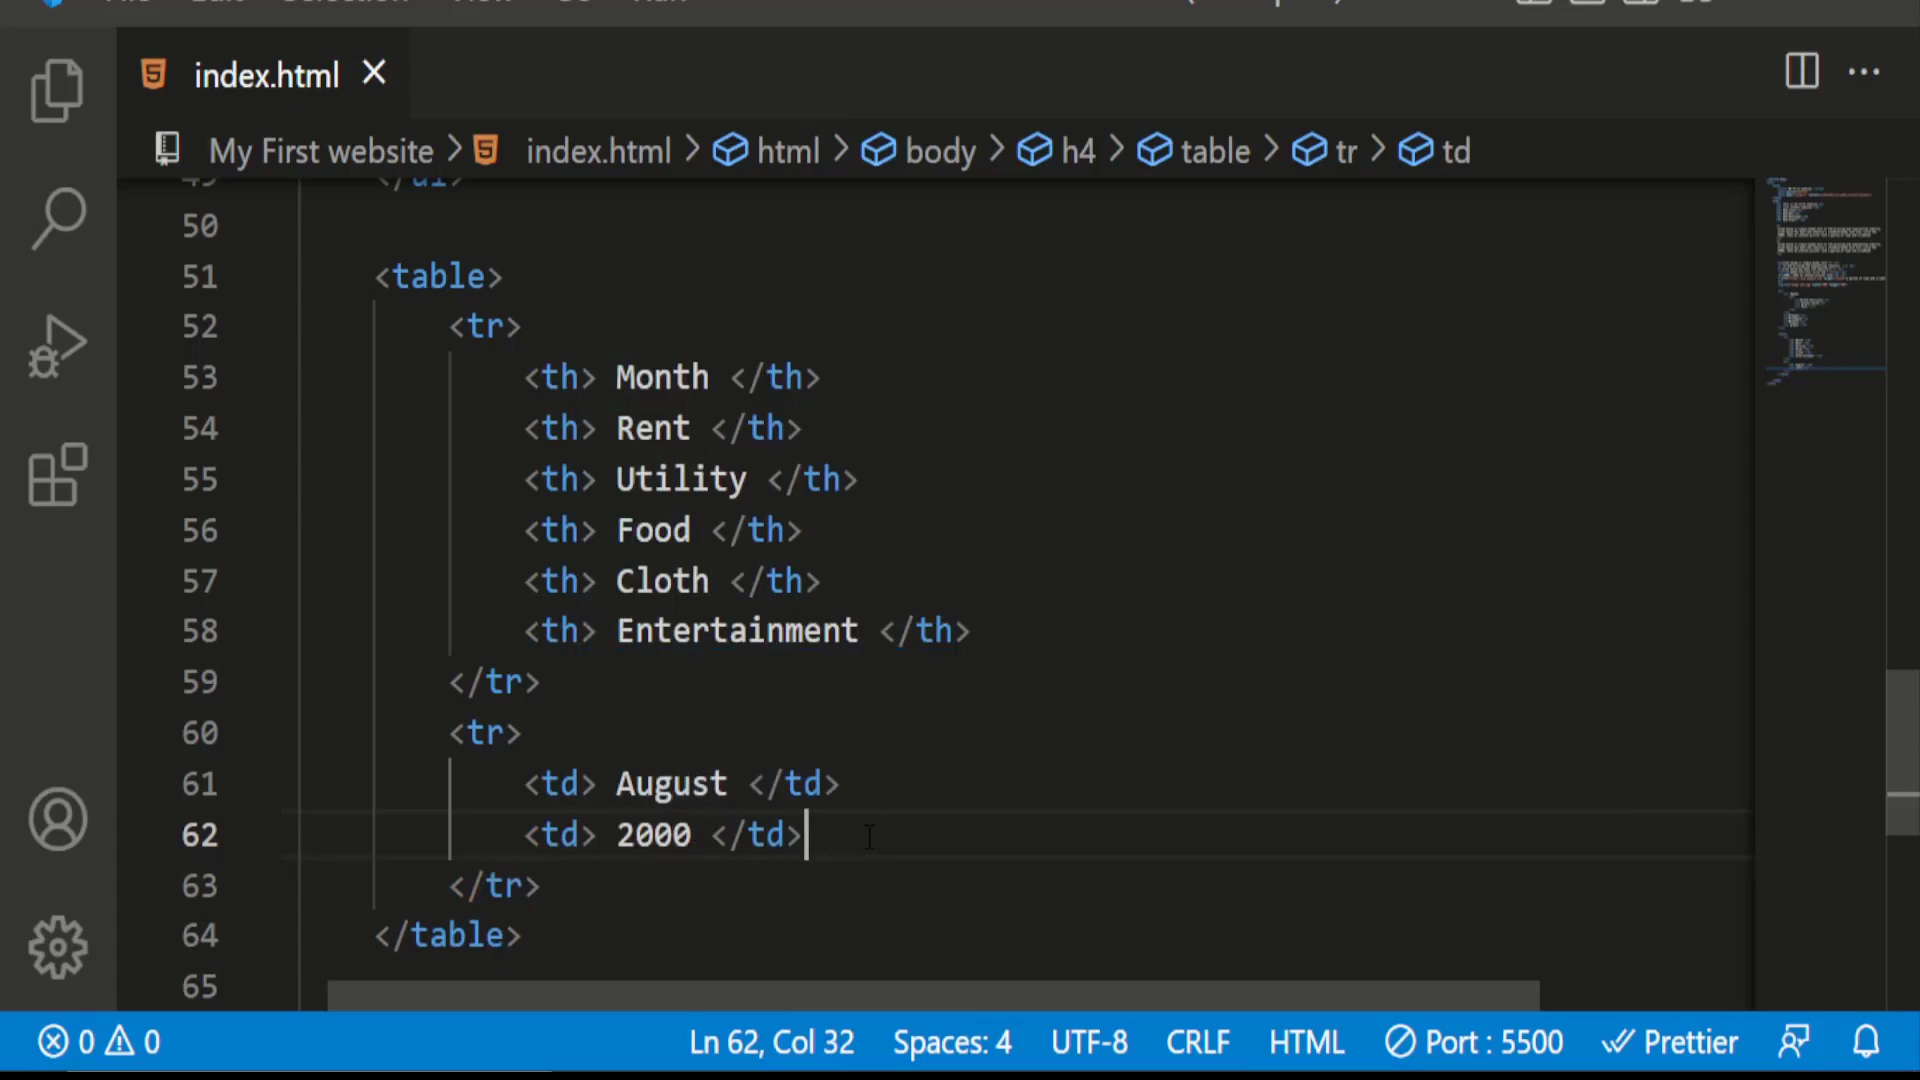 index.html
My First website > index.html > html > body > h4 > table > tr > td
50
51 <table>
52 <tr>
53 <th> Month </th>
54 <th> Rent </th>
55 <th> Utility </th>
56 <th> Food </th>
57 <th> Cloth </th>
58 <th> Entertainment </th>
59 </tr>
60 <tr>
61 <td> August </td>
62 <td> 2000 </td>
63 </tr>
64 </table>
65
0 0 Ln 62, Col 32 Spaces: 4 UTF-8 CRLF HTML Port : 5500 Prettier